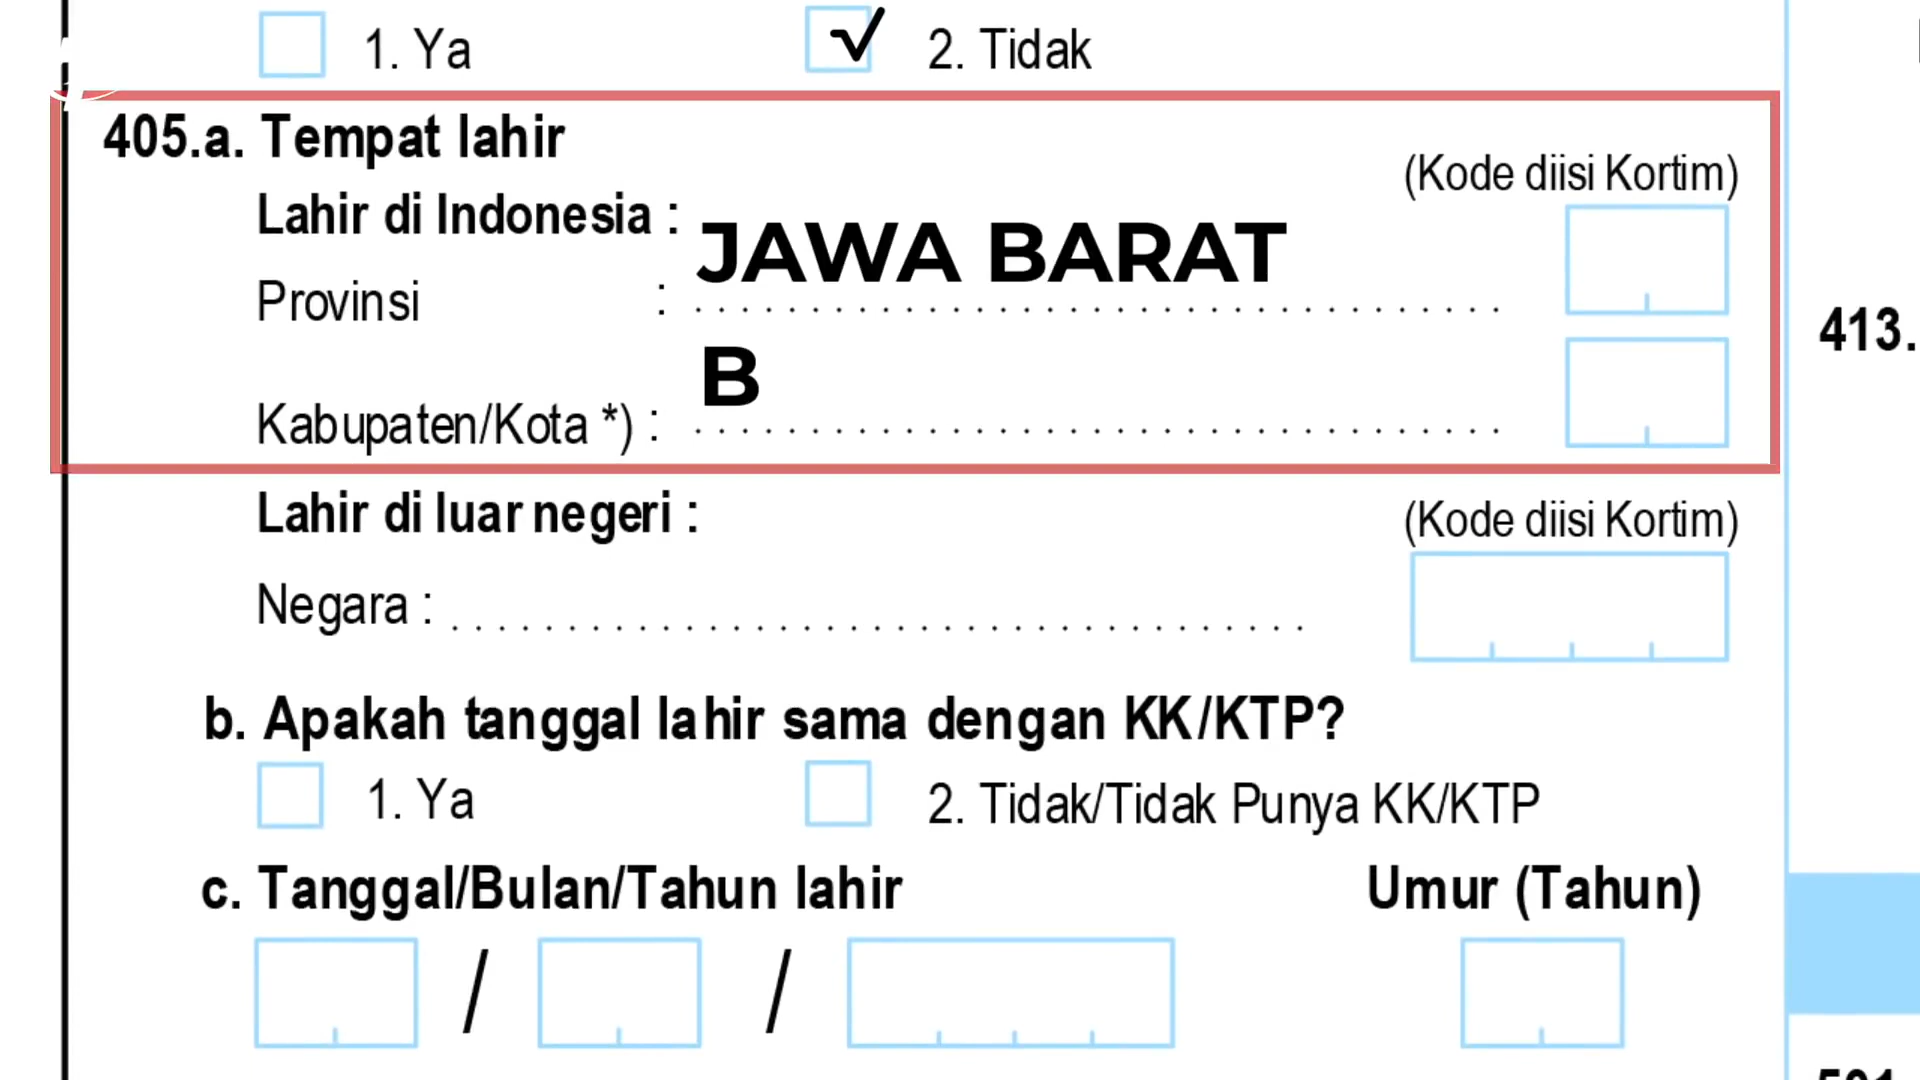 1. Ya √ 2. Tidak
405.a. Tempat lahir
(Kode diisi Kortim)
Lahir di Indonesia :
Provinsi : JAWA BARAT
Kabupaten/Kota *) : B
Lahir di luar negeri :
(Kode diisi Kortim)
Negara :
b. Apakah tanggal lahir sama dengan KK/KTP?
1. Ya 2. Tidak/Tidak Punya KK/KTP
c. Tanggal/Bulan/Tahun lahir Umur (Tahun)
/ /
413.